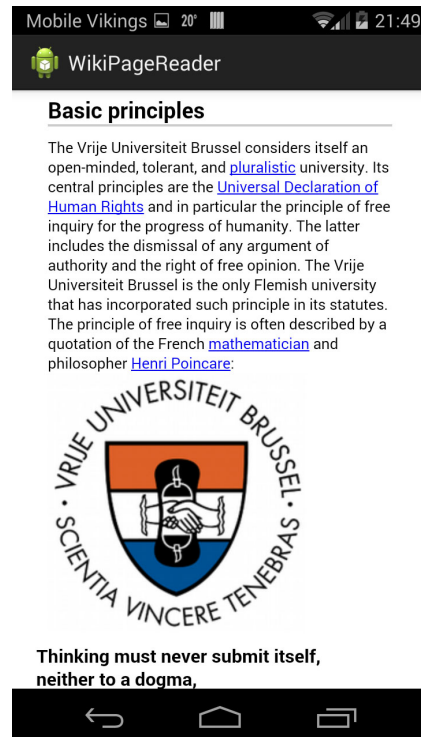 Mobile Vikings 20° 21:49
WikiPageReader
Basic principles
The Vrije Universiteit Brussel considers itself an
open-minded, tolerant, and pluralistic university. Its
central principles are the Universal Declaration of
Human Rights and in particular the principle of free
inquiry for the progress of humanity. The latter
includes the dismissal of any argument of
authority and the right of free opinion. The Vrije
Universiteit Brussel is the only Flemish university
that has incorporated such principle in its statutes.
The principle of free inquiry is often described by a
quotation of the French mathematician and
philosopher Henri Poincare:
VRIJE UNIVERSITEIT BRUSSEL
SCIENTIA VINCERE TENEBRAS
Thinking must never submit itself,
neither to a dogma,